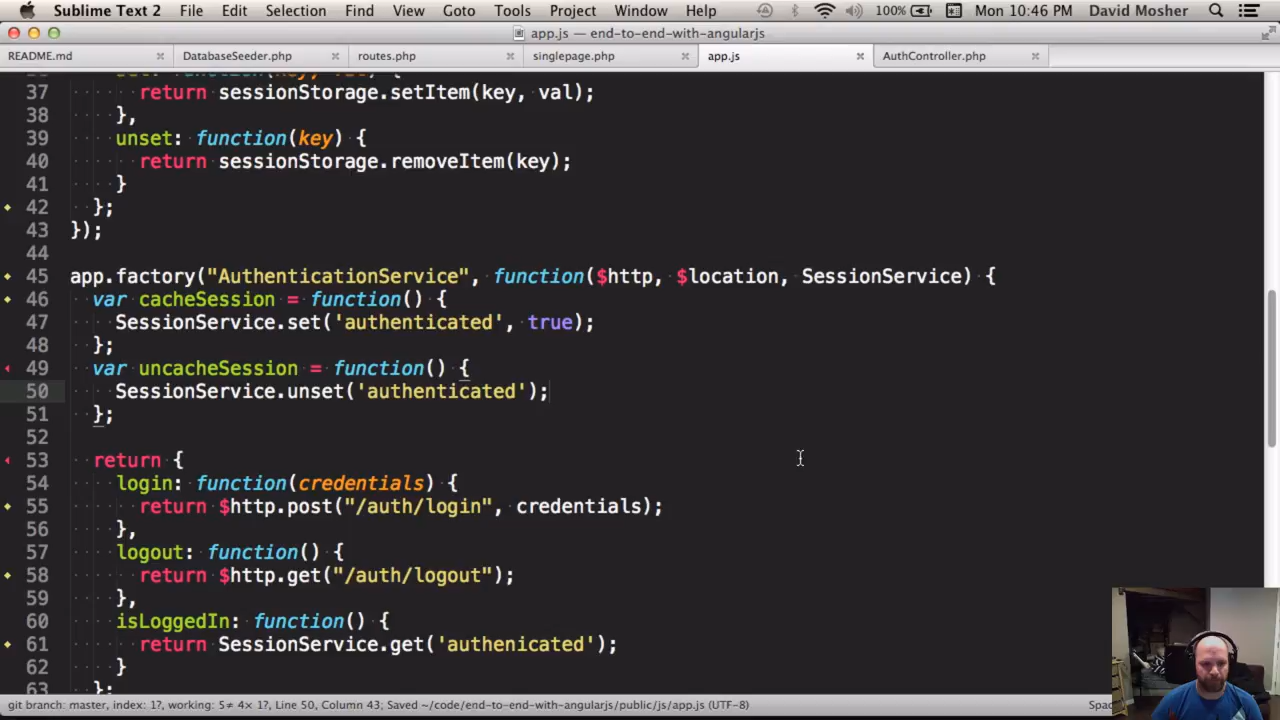 Sublime Text 2 File Edit Selection Find View Goto Tools Project Window Help 100% Mon 10:46 PM David Mosher
app.js — end-to-end-with-angularjs
README.md DatabaseSeeder.php routes.php singlepage.php app.js AuthController.php
37 return sessionStorage.setItem(key, val);
38 },
39 unset: function(key) {
40 return sessionStorage.removeItem(key);
41 }
42 };
43 });
44
45 app.factory("AuthenticationService", function($http, $location, SessionService) {
46 var cacheSession = function() {
47 SessionService.set('authenticated', true);
48 };
49 var uncacheSession = function() {
50 SessionService.unset('authenticated');
51 };
52
53 return {
54 login: function(credentials) {
55 return $http.post("/auth/login", credentials);
56 },
57 logout: function() {
58 return $http.get("/auth/logout");
59 },
60 isLoggedIn: function() {
61 return SessionService.get('authenicated');
62 }
63 };
git branch: master, index: 1?, working: 5≠ 4× 1?, Line 50, Column 43; Saved ~/code/end-to-end-with-angularjs/public/js/app.js (UTF-8)